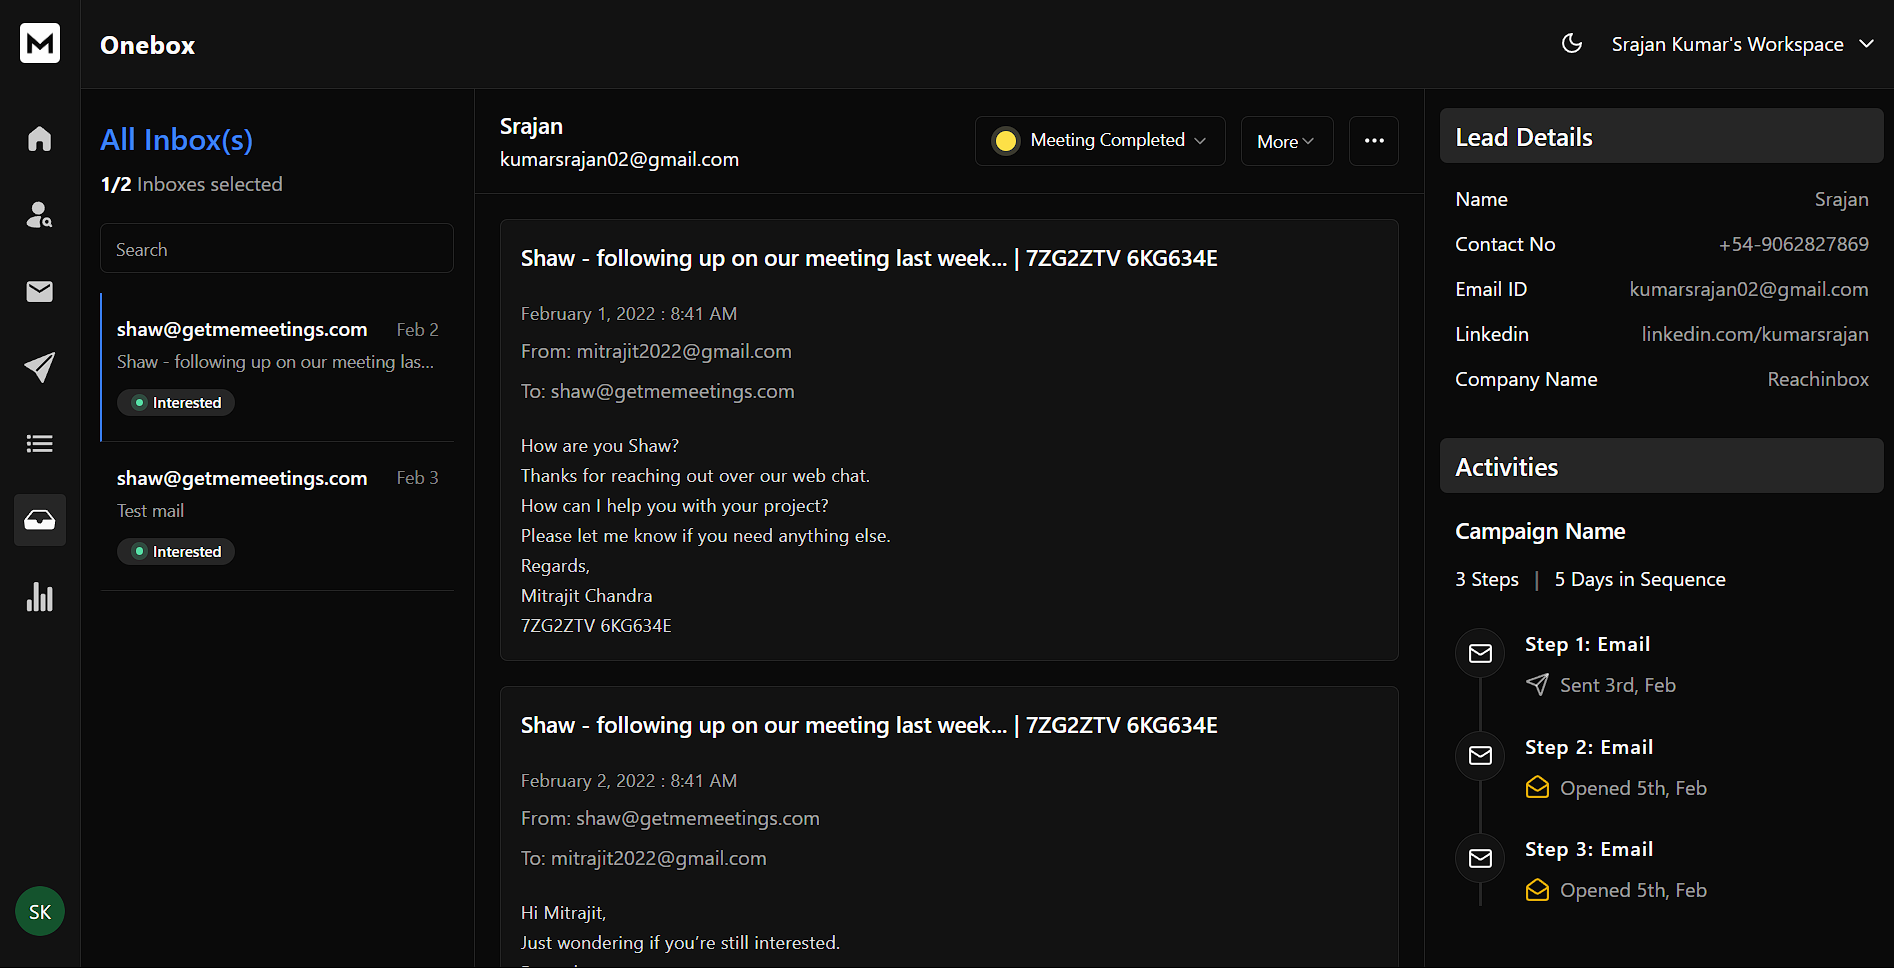 M
Onebox
Srajan Kumar's Workspace
All Inbox(s)
1/2 Inboxes selected
Search
shaw@getmemeetings.com Feb 2
Shaw - following up on our meeting las...
Interested
shaw@getmemeetings.com Feb 3
Test mail
Interested
SK
Srajan
kumarsrajan02@gmail.com
Meeting Completed
More
Shaw - following up on our meeting last week... | 7ZG2ZTV 6KG634E
February 1, 2022 : 8:41 AM
From: mitrajit2022@gmail.com
To: shaw@getmemeetings.com
How are you Shaw?
Thanks for reaching out over our web chat.
How can I help you with your project?
Please let me know if you need anything else.
Regards,
Mitrajit Chandra
7ZG2ZTV 6KG634E
Shaw - following up on our meeting last week... | 7ZG2ZTV 6KG634E
February 2, 2022 : 8:41 AM
From: shaw@getmemeetings.com
To: mitrajit2022@gmail.com
Hi Mitrajit,
Just wondering if you’re still interested.
Lead Details
Name Srajan
Contact No +54-9062827869
Email ID kumarsrajan02@gmail.com
Linkedin linkedin.com/kumarsrajan
Company Name Reachinbox
Activities
Campaign Name
3 Steps | 5 Days in Sequence
Step 1: Email
Sent 3rd, Feb
Step 2: Email
Opened 5th, Feb
Step 3: Email
Opened 5th, Feb